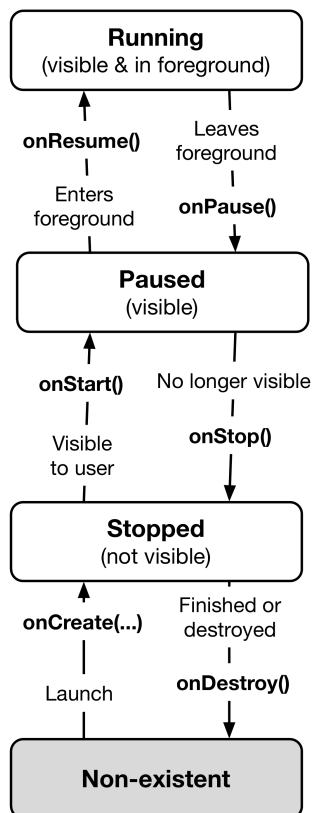 Running
(visible & in foreground)
onResume()
Enters
foreground
Leaves
foreground
onPause()
Paused
(visible)
onStart()
Visible
to user
No longer visible
onStop()
Stopped
(not visible)
onCreate(...)
Launch
Finished or
destroyed
onDestroy()
Non-existent